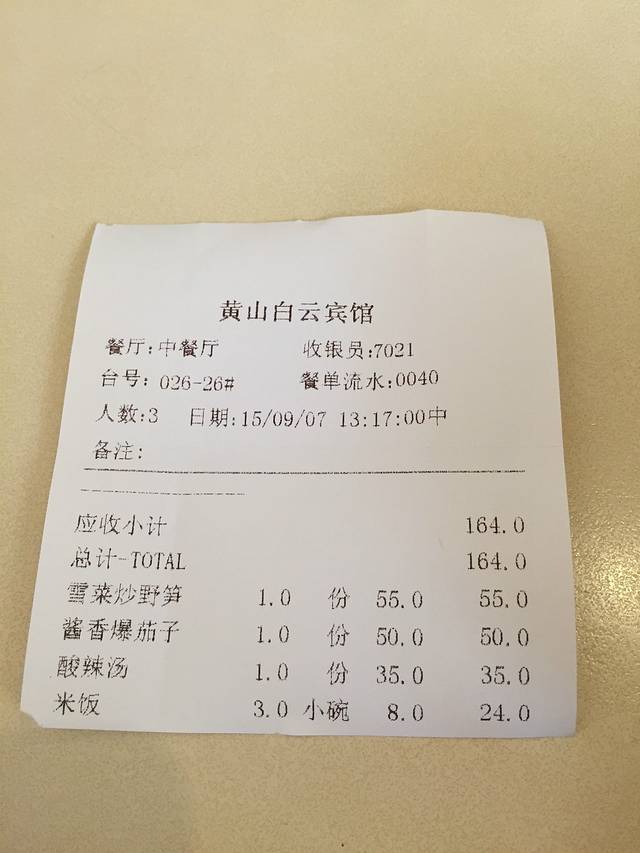 黄山白云宾馆
餐厅:中餐厅 收银员:7021
台号: 026-26# 餐单流水:0040
人数:3 日期:15/09/07 13:17:00中
备注:
应收小计 164.0
总计-TOTAL 164.0
雪菜炒野笋 1.0 份 55.0 55.0
酱香爆茄子 1.0 份 50.0 50.0
酸辣汤 1.0 份 35.0 35.0
米饭 3.0 小碗 8.0 24.0